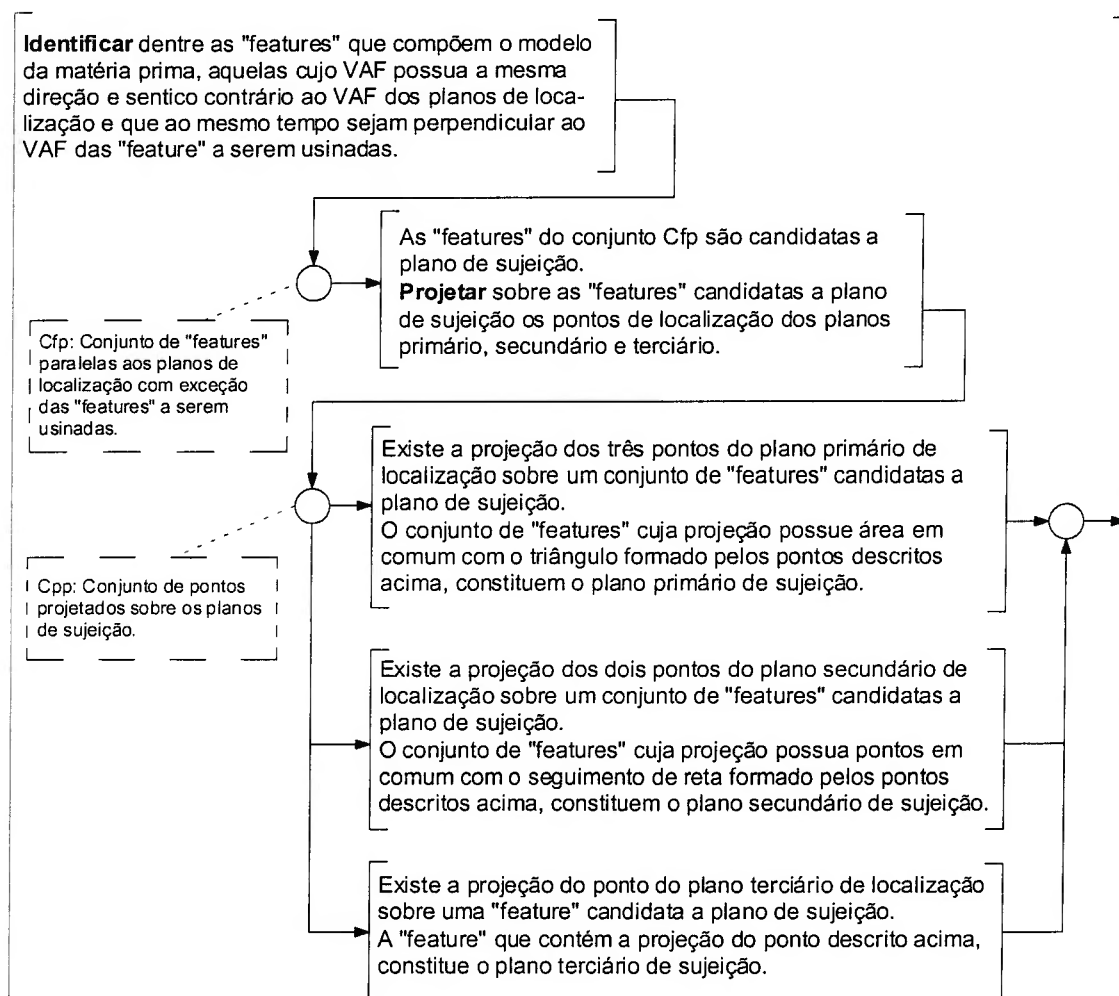 Identificar dentre as "features" que compõem o modelo
da matéria prima, aquelas cujo VAF possua a mesma
direção e sentico contrário ao VAF dos planos de loca-
lização e que ao mesmo tempo sejam perpendicular ao
VAF das "feature" a serem usinadas.
As "features" do conjunto Cfp são candidatas a
plano de sujeição.
Projetar sobre as "features" candidatas a plano
de sujeição os pontos de localização dos planos
primário, secundário e terciário.
Cfp: Conjunto de "features"
paralelas aos planos de
localização com exceção
das "features" a serem
usinadas.
Existe a projeção dos três pontos do plano primário de
localização sobre um conjunto de "features" candidatas a
plano de sujeição.
O conjunto de "features" cuja projeção possue área em
comum com o triângulo formado pelos pontos descritos
acima, constituem o plano primário de sujeição.
Cpp: Conjunto de pontos
projetados sobre os planos
de sujeição.
Existe a projeção dos dois pontos do plano secundário de
localização sobre um conjunto de "features" candidatas a
plano de sujeição.
O conjunto de "features" cuja projeção possua pontos em
comum com o seguimento de reta formado pelos pontos
descritos acima, constituem o plano secundário de sujeição.
Existe a projeção do ponto do plano terciário de localização
sobre uma "feature" candidata a plano de sujeição.
A "feature" que contém a projeção do ponto descrito acima,
constitue o plano terciário de sujeição.